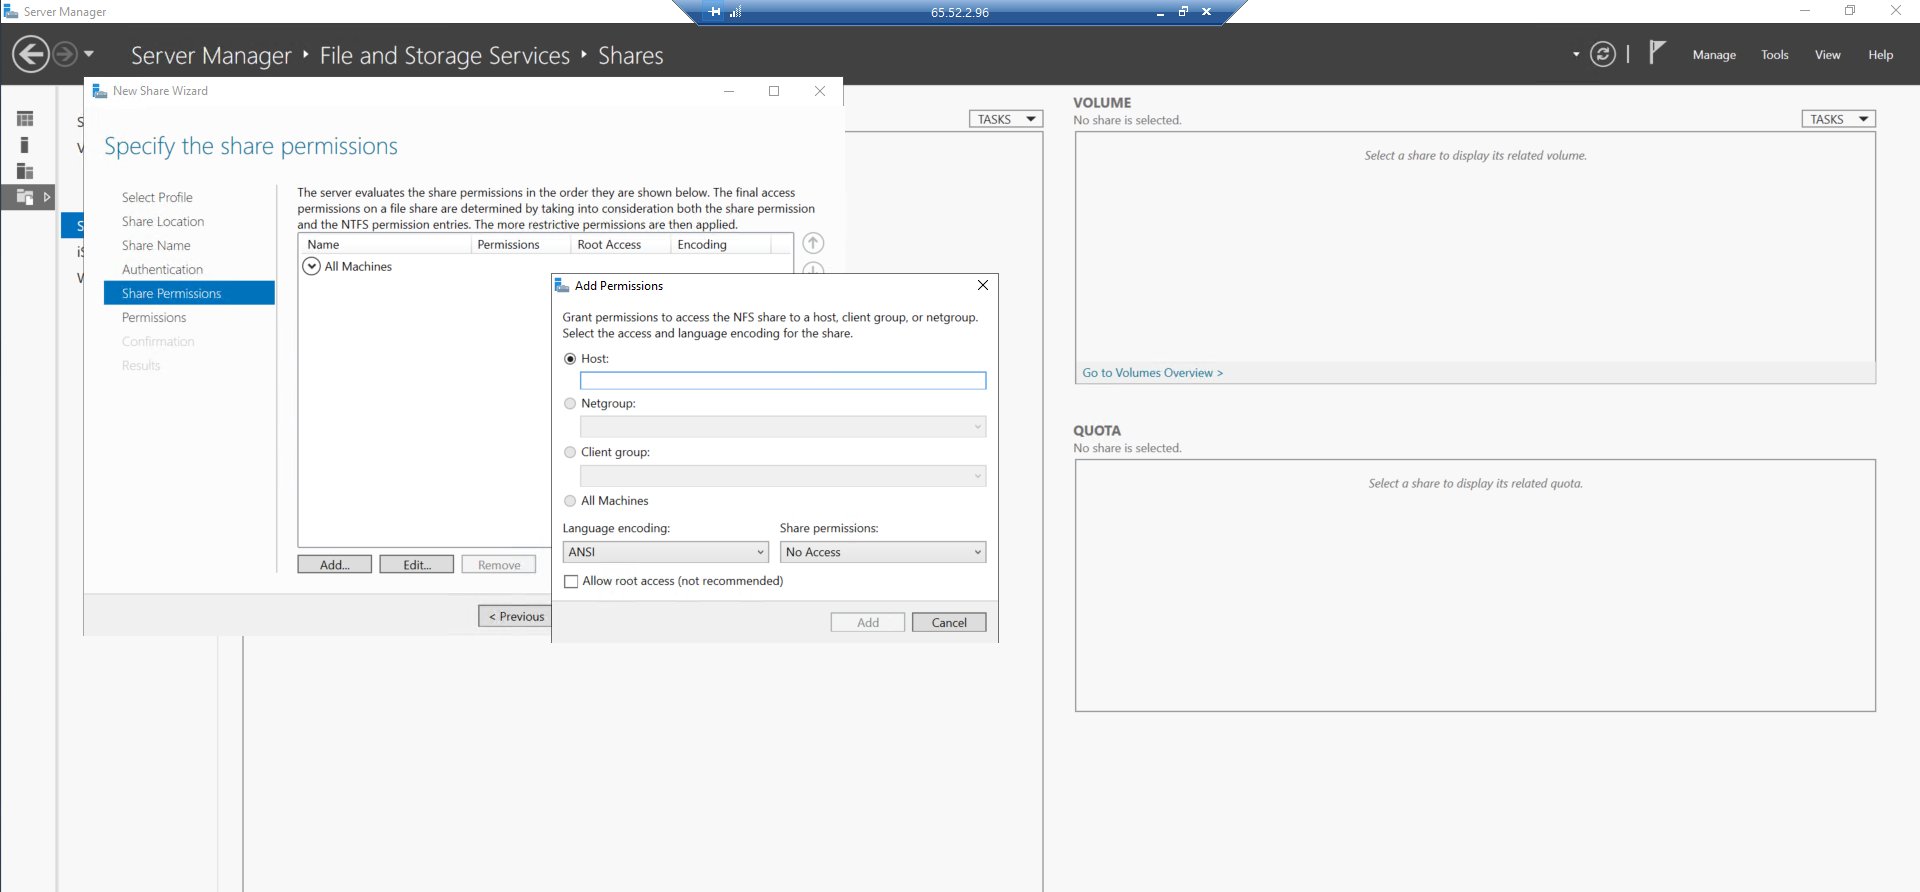 Server Manager
65.52.2.96
Server Manager ‣ File and Storage Services ‣ Shares
Manage Tools View Help
New Share Wizard
Specify the share permissions
Select Profile
Share Location
Share Name
Authentication
Share Permissions
Permissions
Confirmation
Results
The server evaluates the share permissions in the order they are shown below. The final access
permissions on a file share are determined by taking into consideration both the share permission
and the NTFS permission entries. The more restrictive permissions are then applied.
Name Permissions Root Access Encoding
All Machines
Add... Edit... Remove
< Previous
Add Permissions
Grant permissions to access the NFS share to a host, client group, or netgroup.
Select the access and language encoding for the share.
Host:
Netgroup:
Client group:
All Machines
Language encoding: Share permissions:
ANSI No Access
Allow root access (not recommended)
Add Cancel
TASKS
VOLUME
No share is selected.
TASKS
Select a share to display its related volume.
Go to Volumes Overview >
QUOTA
No share is selected.
Select a share to display its related quota.